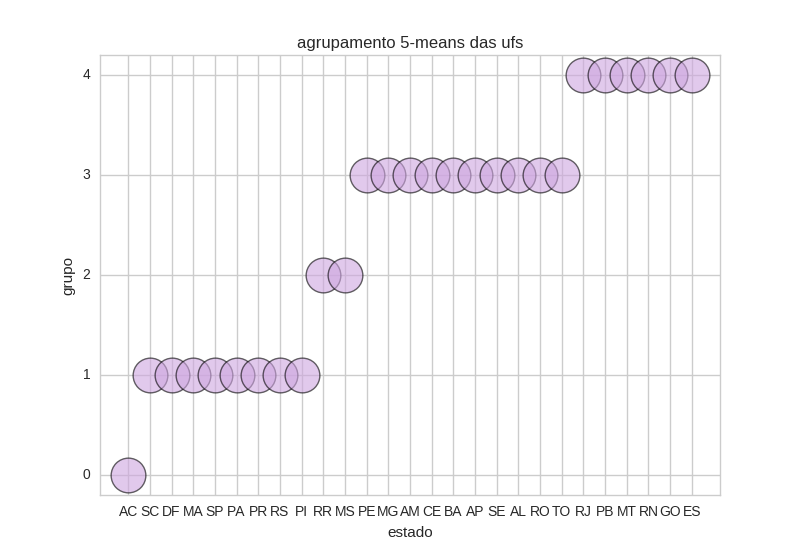 agrupamento 5-means das ufs
4
3
2
1
0
grupo
AC SC DF MA SP PA PR RS PI RR MS PE MG AM CE BA AP SE AL RO TO RJ PB MT RN GO ES
estado